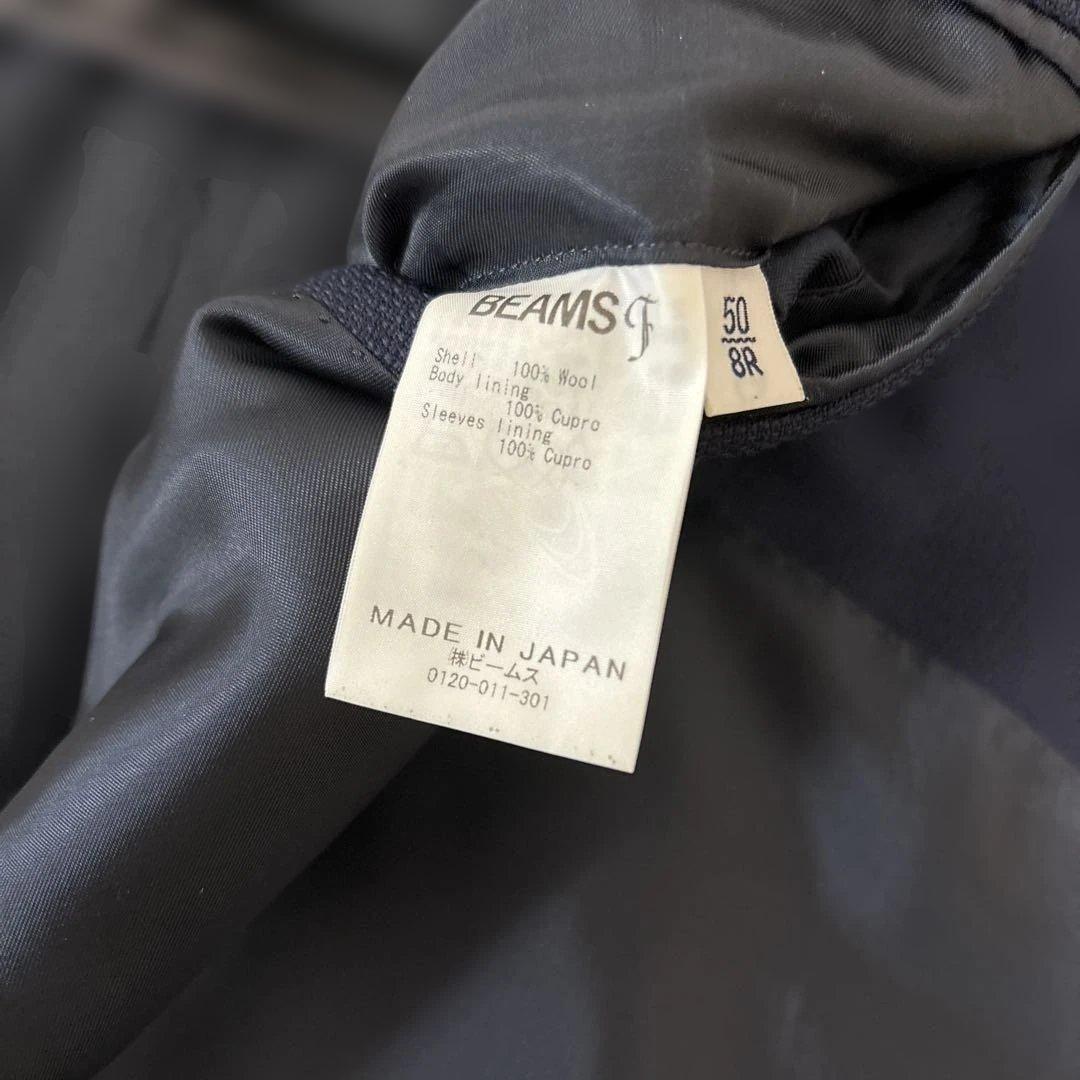 BEAMS F
Shell 100% Wool
Body lining
100% Cupro
Sleeves lining
100% Cupro
MADE IN JAPAN
㈱ビームス
0120-011-301
50
8R